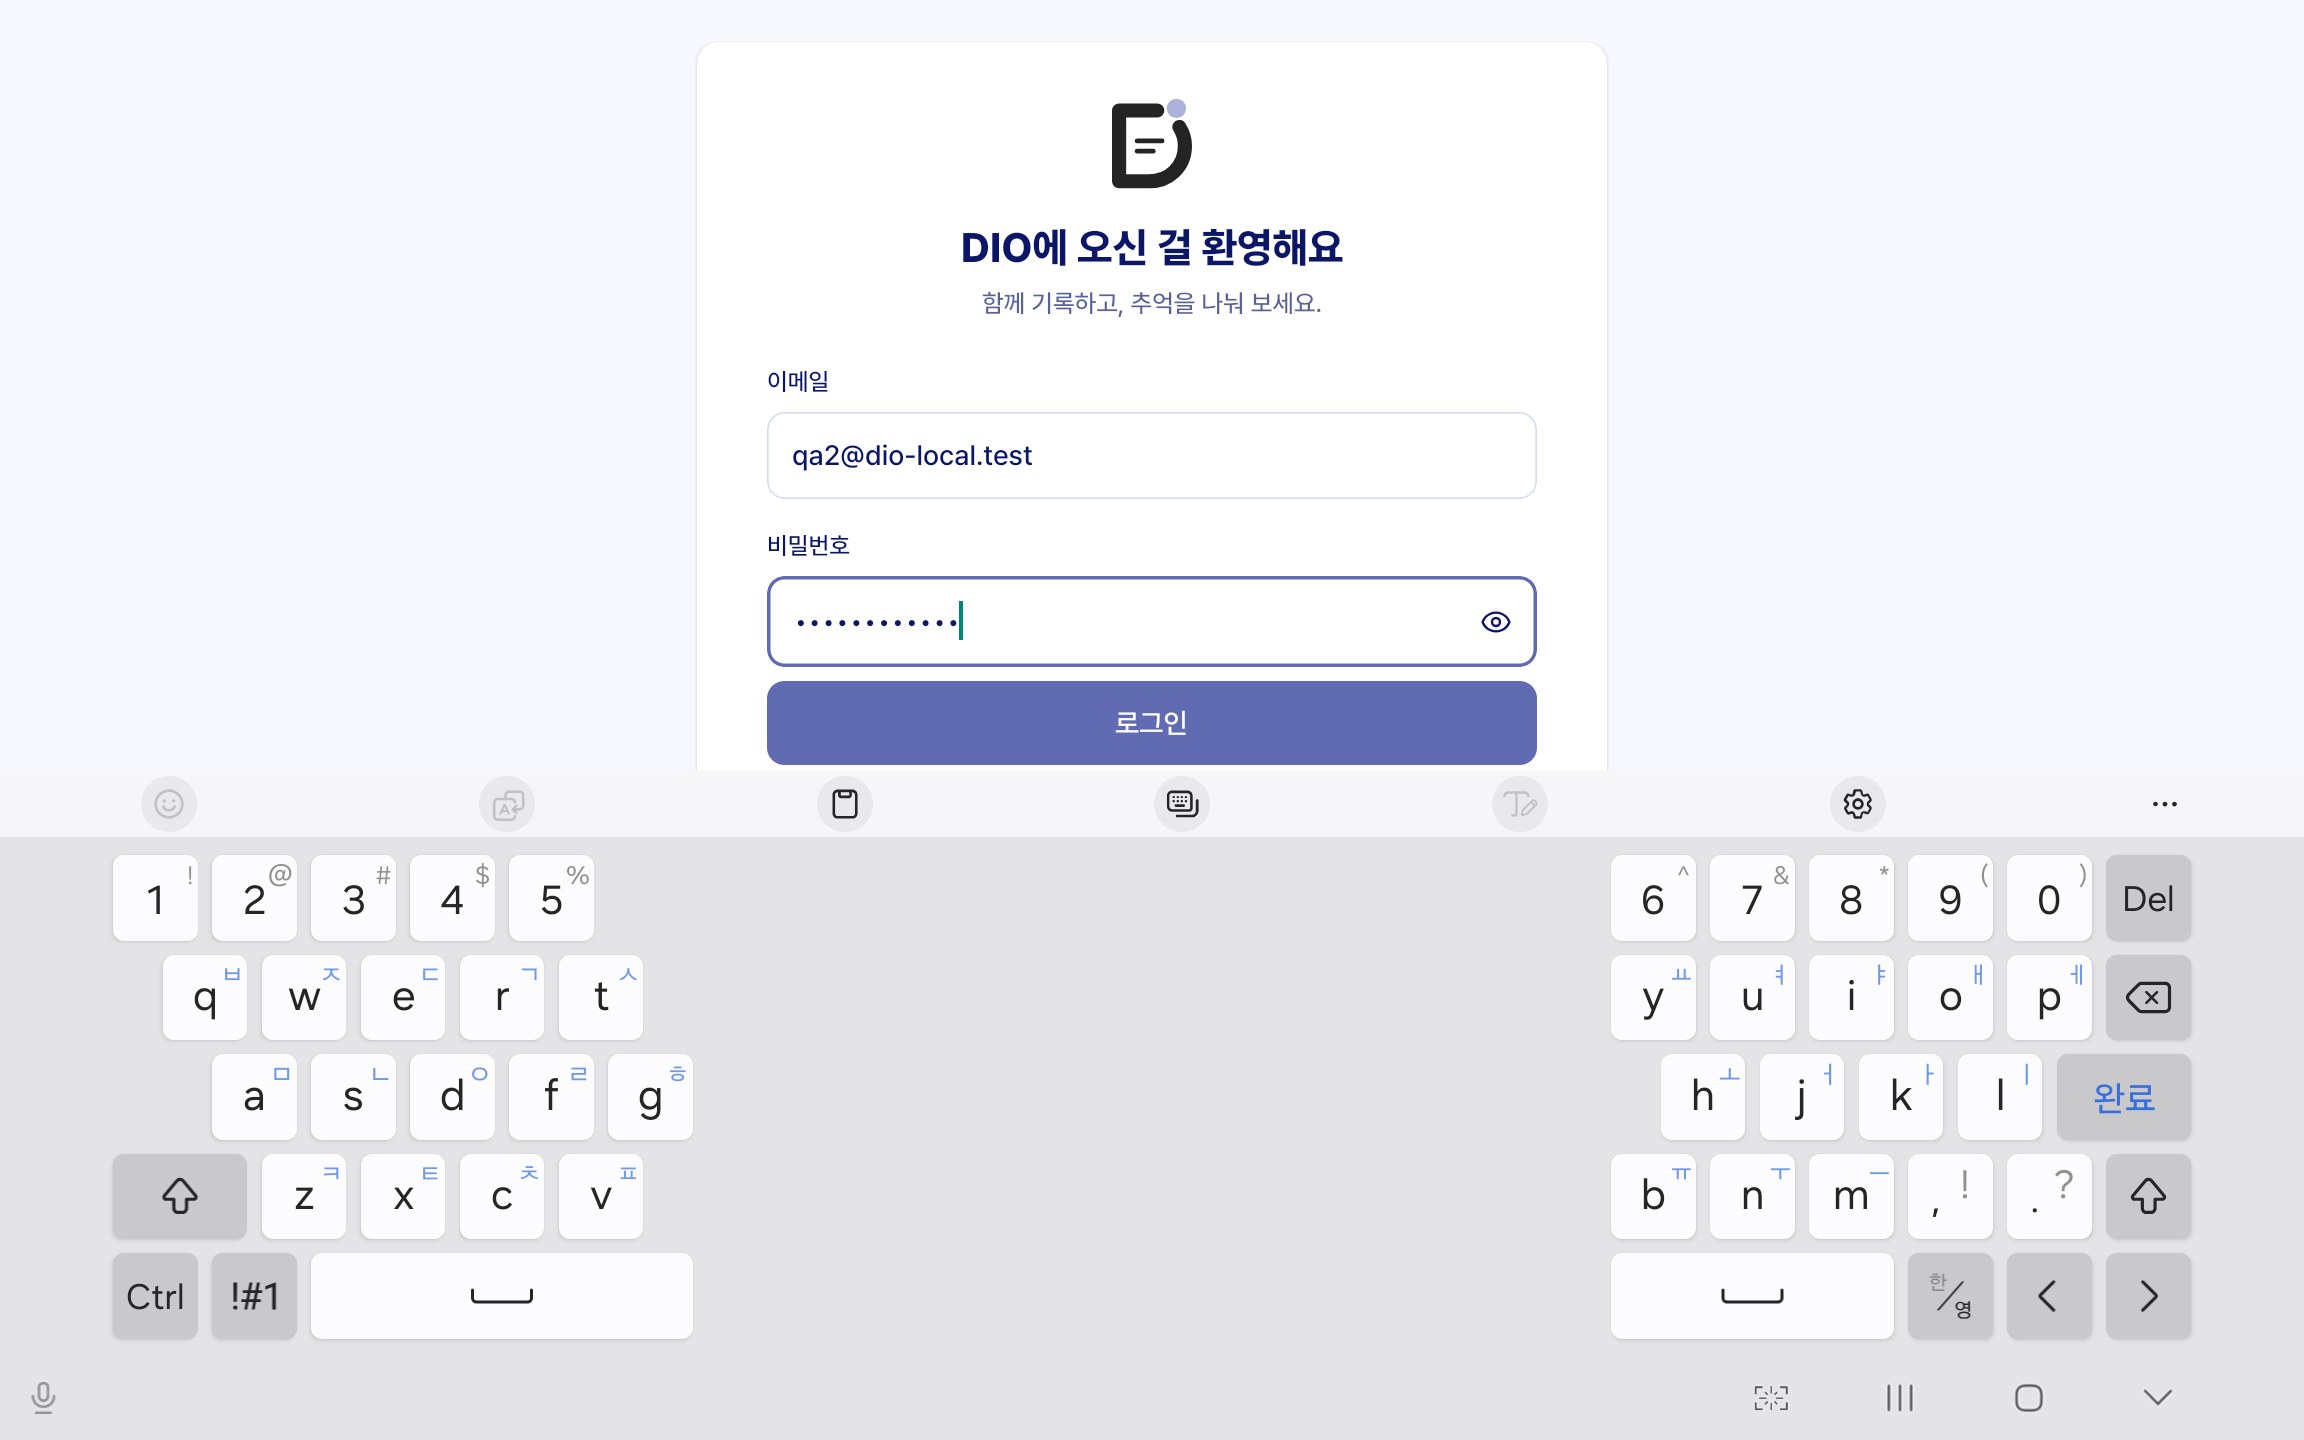 DIO에 오신 걸 환영해요
함께 기록하고, 추억을 나눠 보세요.
이메일
qa2@dio-local.test
비밀번호
••••••••••••
로그인
1 ! 2 @ 3 # 4 $ 5 % 6 ^ 7 & 8 * 9 ( 0 ) Del
q ㅂ w ㅈ e ㄷ r ㄱ t ㅅ y ㅛ u ㅕ i ㅑ o ㅐ p ㅔ
a ㅁ s ㄴ d ㅇ f ㄹ g ㅎ h ㅗ j ㅓ k ㅏ l ㅣ 완료
z ㅋ x ㅌ c ㅊ v ㅍ b ㅠ n ㅜ m ㅡ , ! . ?
Ctrl !#1 한/영 < >